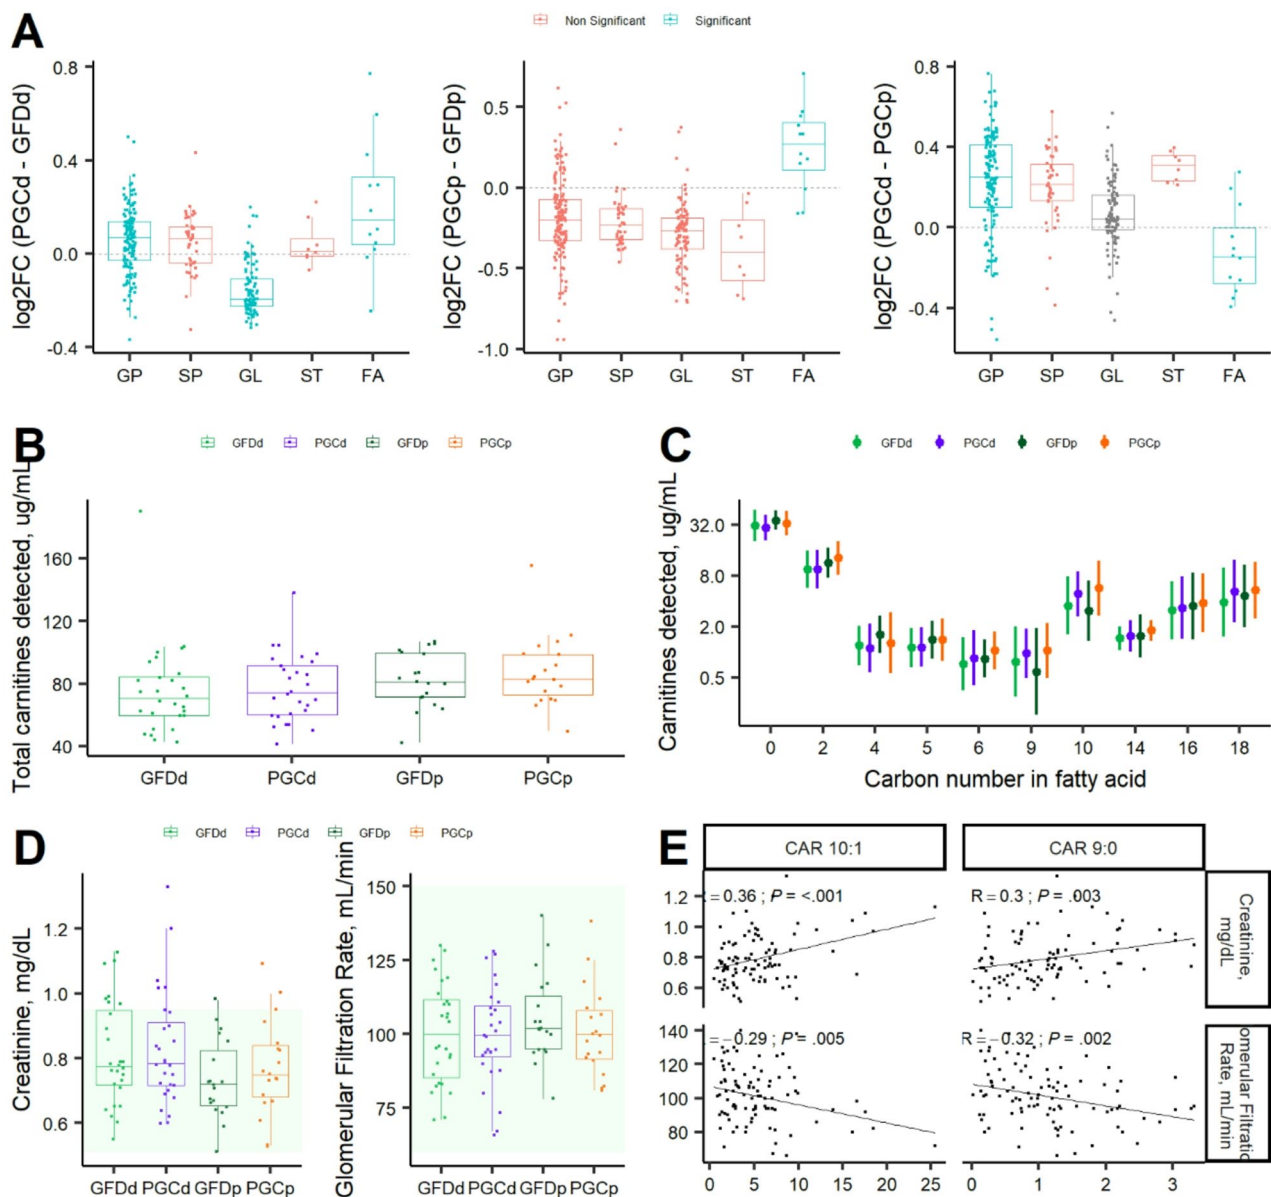 A
Non Significant Significant
log2FC (PGCd - GFDd)
0.8
0.4
0.0
-0.4
GP SP GL ST FA
log2FC (PGCp - GFDp)
0.5
0.0
-0.5
-1.0
GP SP GL ST FA
log2FC (PGCd - PGCp)
0.8
0.4
0.0
-0.4
GP SP GL ST FA
B
GFDd PGCd GFDp PGCp
Total carnitines detected, ug/mL
160
120
80
40
GFDd PGCd GFDp PGCp
C
GFDd PGCd GFDp PGCp
Carnitines detected, ug/mL
32.0
8.0
2.0
0.5
0 2 4 5 6 9 10 14 16 18
Carbon number in fatty acid
D
GFDd PGCd GFDp PGCp
Creatinine, mg/dL
1.2
1.0
0.8
0.6
GFDd PGCd GFDp PGCp
Glomerular Filtration Rate, mL/min
150
125
100
75
GFDd PGCd GFDp PGCp
E
CAR 10:1 CAR 9:0
1.2
1.0
0.8
0.6
R = 0.36 ; P = <.001
R = 0.3 ; P = .003
Creatinine,
mg/dL
140
120
100
80
R = −0.29 ; P = .005
R = −0.32 ; P = .002
omerular Filtratio
Rate, mL/min
0 5 10 15 20 25
0 1 2 3